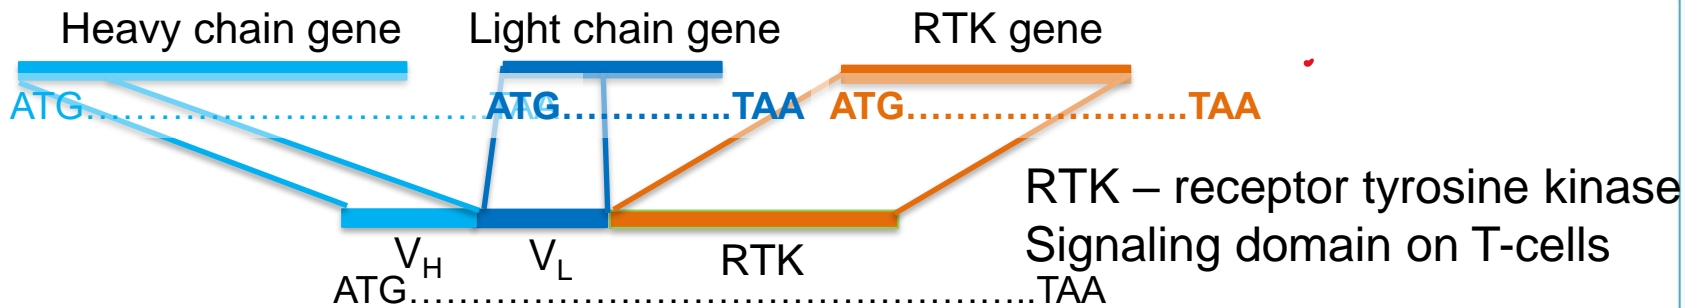 Heavy chain gene Light chain gene RTK gene
ATG…………………………………TAA ATG…………..TAA ATG…………………..TAA
RTK – receptor tyrosine kinase
Signaling domain on T-cells
VH VL RTK
ATG……………………………………………………..TAA